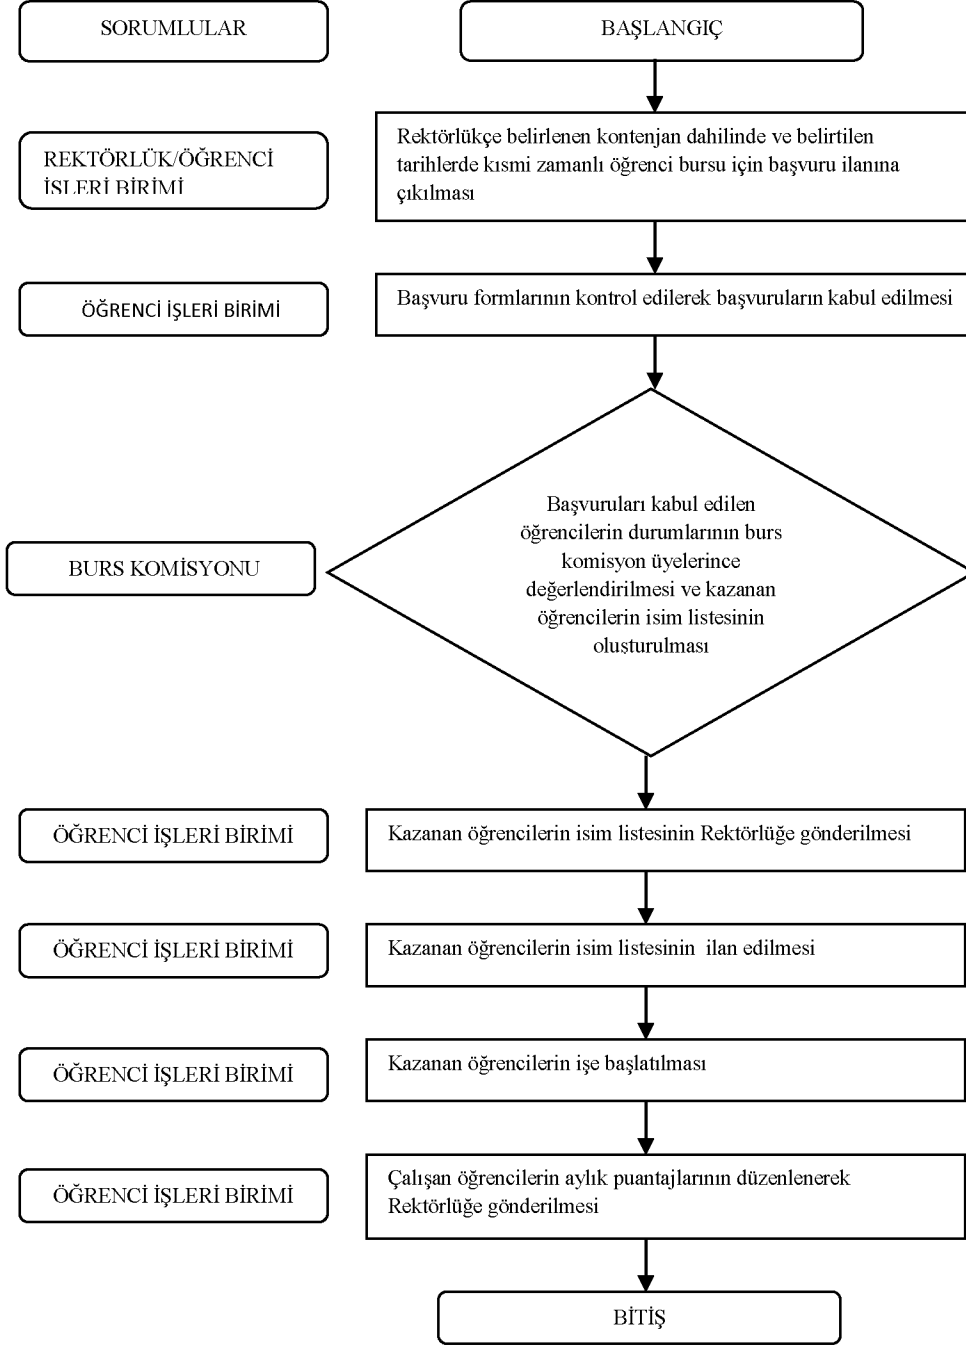 SORUMLULAR
BAŞLANGIÇ
REKTÖRLÜK/ÖĞRENCİ
İŞLERİ BİRİMİ
Rektörlükçe belirlenen kontenjan dahilinde ve belirtilen
tarihlerde kısmi zamanlı öğrenci bursu için başvuru ilanına
çıkılması
ÖĞRENCİ İŞLERİ BİRİMİ
Başvuru formlarının kontrol edilerek başvuruların kabul edilmesi
BURS KOMİSYONU
Başvuruları kabul edilen
öğrencilerin durumlarının burs
komisyon üyelerince
değerlendirilmesi ve kazanan
öğrencilerin isim listesinin
oluşturulması
ÖĞRENCİ İŞLERİ BİRİMİ
Kazanan öğrencilerin isim listesinin Rektörlüğe gönderilmesi
ÖĞRENCİ İŞLERİ BİRİMİ
Kazanan öğrencilerin isim listesinin  ilan edilmesi
ÖĞRENCİ İŞLERİ BİRİMİ
Kazanan öğrencilerin işe başlatılması
ÖĞRENCİ İŞLERİ BİRİMİ
Çalışan öğrencilerin aylık puantajlarının düzenlenerek
Rektörlüğe gönderilmesi
BİTİŞ